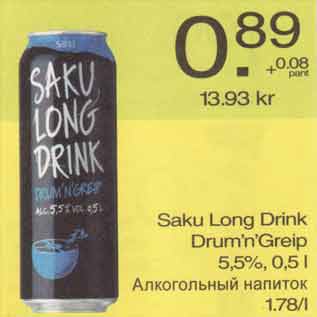 saku
SAKU
LONG
DRINK
DRUM'N'GREIP
ALC. 5,5% VOL 0,5 L
0.89
+0.08
pant
13.93 kr
Saku Long Drink
Drum'n'Greip
5,5%, 0,5 l
Алкогольный напиток
1.78/l